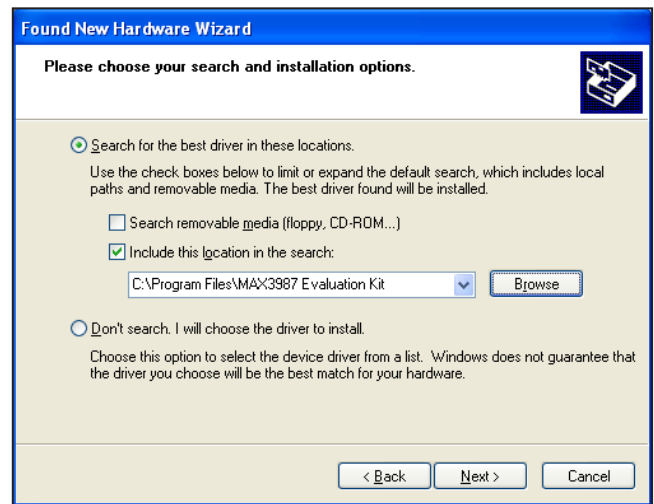 Found New Hardware Wizard
Please choose your search and installation options.
Search for the best driver in these locations.
Use the check boxes below to limit or expand the default search, which includes local
paths and removable media. The best driver found will be installed.
Search removable media (floppy, CD-ROM...)
Include this location in the search:
C:\Program Files\MAX3987 Evaluation Kit
Browse
Don't search. I will choose the driver to install.
Choose this option to select the device driver from a list. Windows does not guarantee that
the driver you choose will be the best match for your hardware.
< Back Next > Cancel